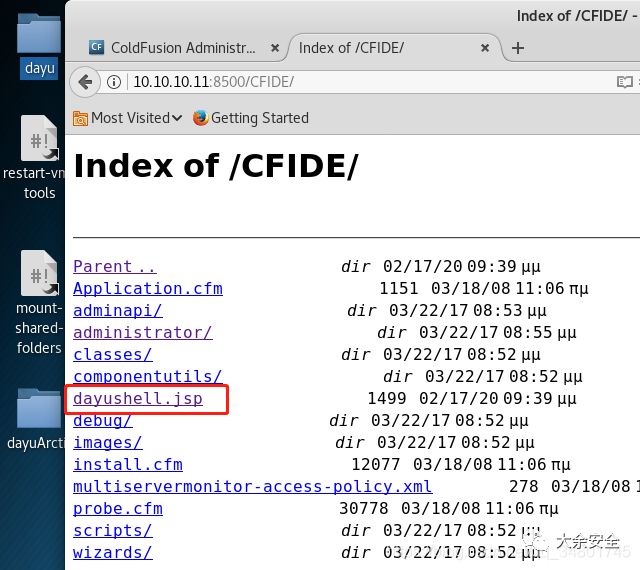 dayu
restart-vm
tools
mount-
shared-
folders
dayuArcti
Index of /CFIDE/ -
CF ColdFusion Administr... ×
Index of /CFIDE/ × +
10.10.10.11:8500/CFIDE/
Most Visited
Getting Started
Index of /CFIDE/
Parent .. dir 02/17/20 09:39 μμ
Application.cfm 1151 03/18/08 11:06 πμ
adminapi/ dir 03/22/17 08:53 μμ
administrator/ dir 03/22/17 08:55 μμ
classes/ dir 03/22/17 08:52 μμ
componentutils/ dir 03/22/17 08:52 μμ
dayushell.jsp 1499 02/17/20 09:39 μμ
debug/ dir 03/22/17 08:52 μμ
images/ dir 03/22/17 08:52 μμ
install.cfm 12077 03/18/08 11:06 πμ
multiservermonitor-access-policy.xml 278 03/18/08 1
probe.cfm 30778 03/18/08 11:06 πμ
scripts/ dir 03/22/17 08:52 μμ
wizards/ dir 03/22/17 08:52 μμ
大余安全